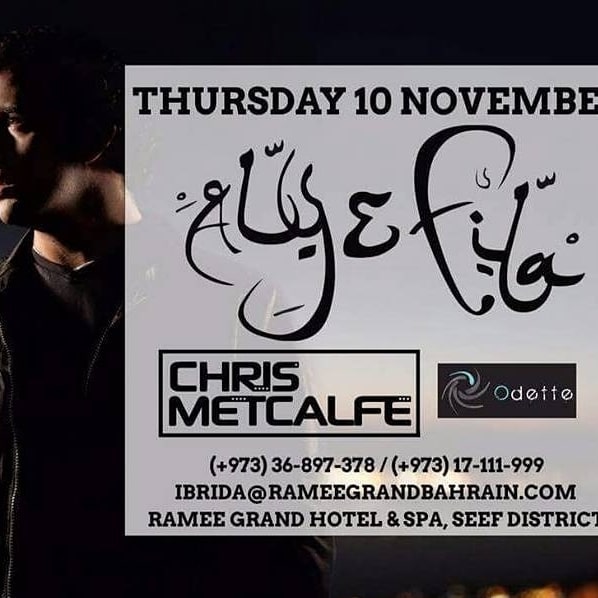 THURSDAY 10 NOVEMBE
Aly & Fila
CHRIS
METCALFE
Odette
(+973) 36-897-378 / (+973) 17-111-999
IBRIDA@RAMEEGRANDBAHRAIN.COM
RAMEE GRAND HOTEL & SPA, SEEF DISTRICT